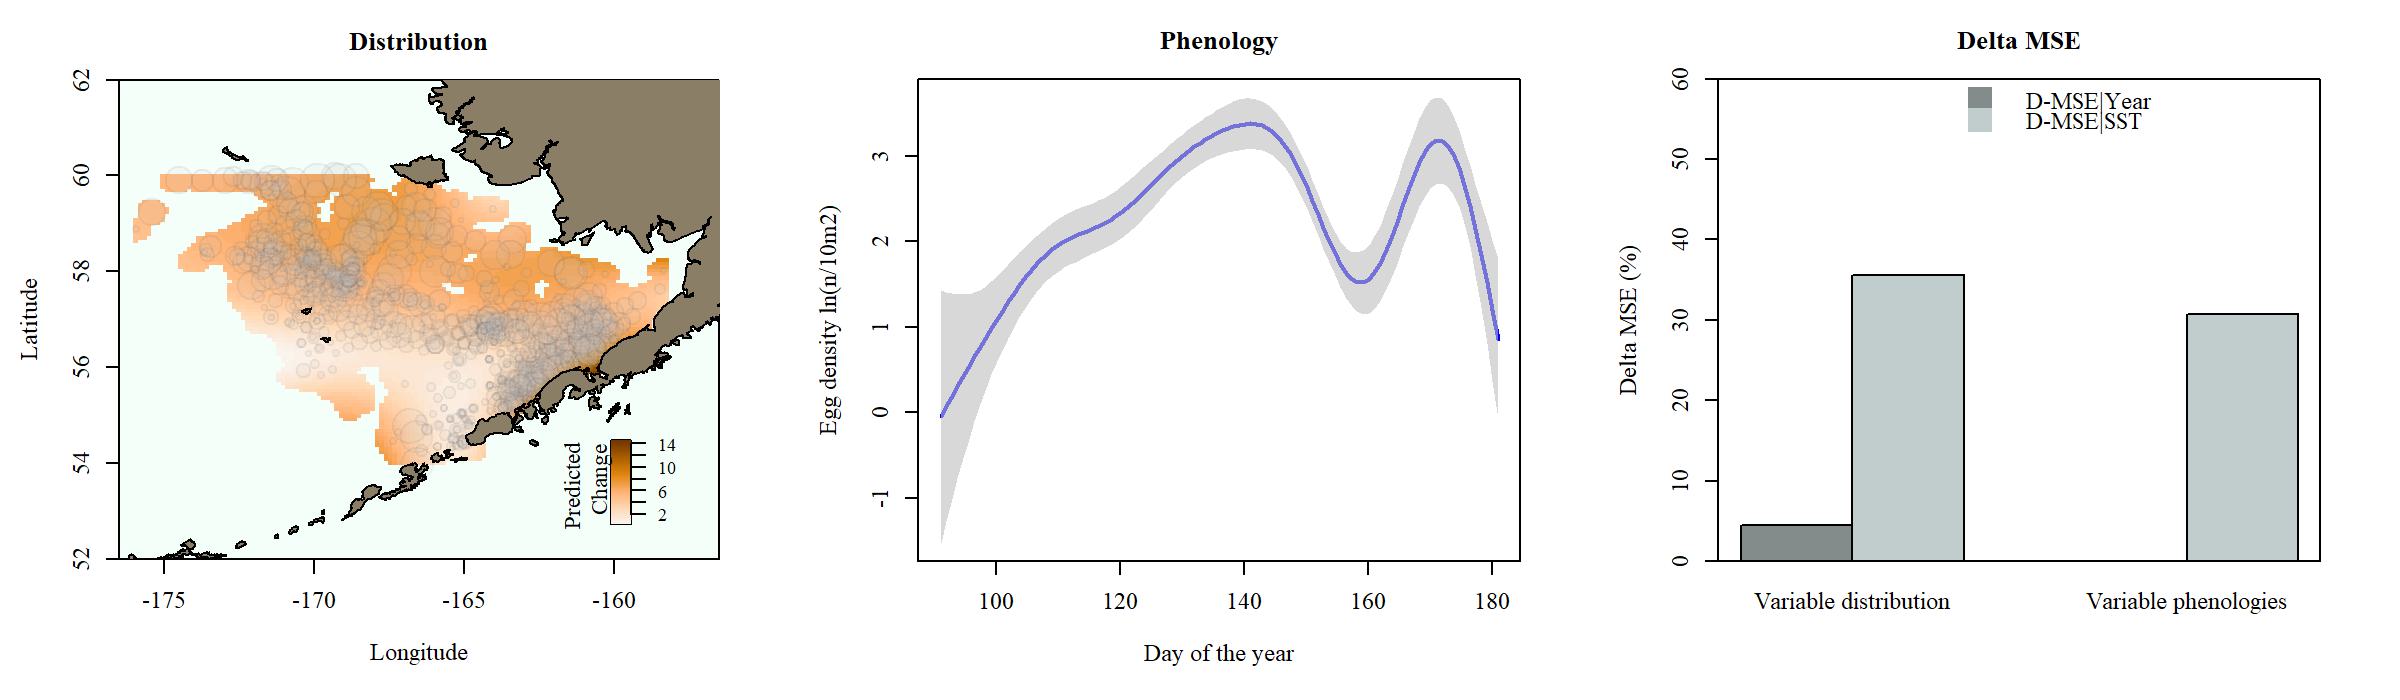 Distribution
Latitude
62
60
58
56
54
52
-175
-170
-165
-160
Longitude
Predicted
Change
14
10
6
2
Phenology
Egg density ln(n/10m2)
3
2
1
0
-1
100
120
140
160
180
Day of the year
Delta MSE
Delta MSE (%)
60
50
40
30
20
10
0
D-MSE|Year
D-MSE|SST
Variable distribution
Variable phenologies